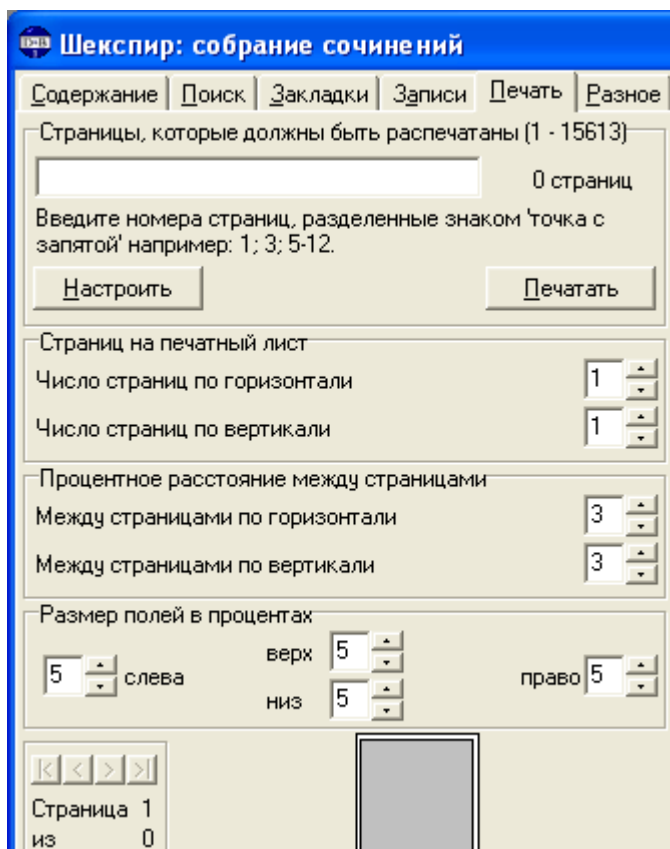 Шекспир: собрание сочинений
Содержание Поиск Закладки Записи Печать Разное
Страницы, которые должны быть распечатаны (1 - 15613)
0 страниц
Введите номера страниц, разделенные знаком 'точка с
запятой' например: 1; 3; 5-12.
Настроить Печатать
Страниц на печатный лист
Число страниц по горизонтали 1
Число страниц по вертикали 1
Процентное расстояние между страницами
Между страницами по горизонтали 3
Между страницами по вертикали 3
Размер полей в процентах
верх 5
5 слева право 5
низ 5
Страница 1
из 0